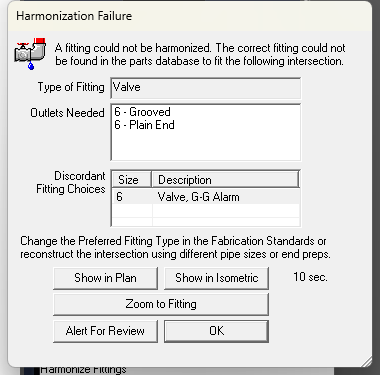 Harmonization Failure
A fitting could not be harmonized. The correct fitting could not
be found in the parts database to fit the following intersection.
Type of Fitting Valve
Outlets Needed 6 - Grooved
6 - Plain End
Discordant
Fitting Choices
Size Description
6 Valve, G-G Alarm
Change the Preferred Fitting Type in the Fabrication Standards or
reconstruct the intersection using different pipe sizes or end preps.
Show in Plan Show in Isometric 10 sec.
Zoom to Fitting
Alert For Review OK
Harmonize Fittings